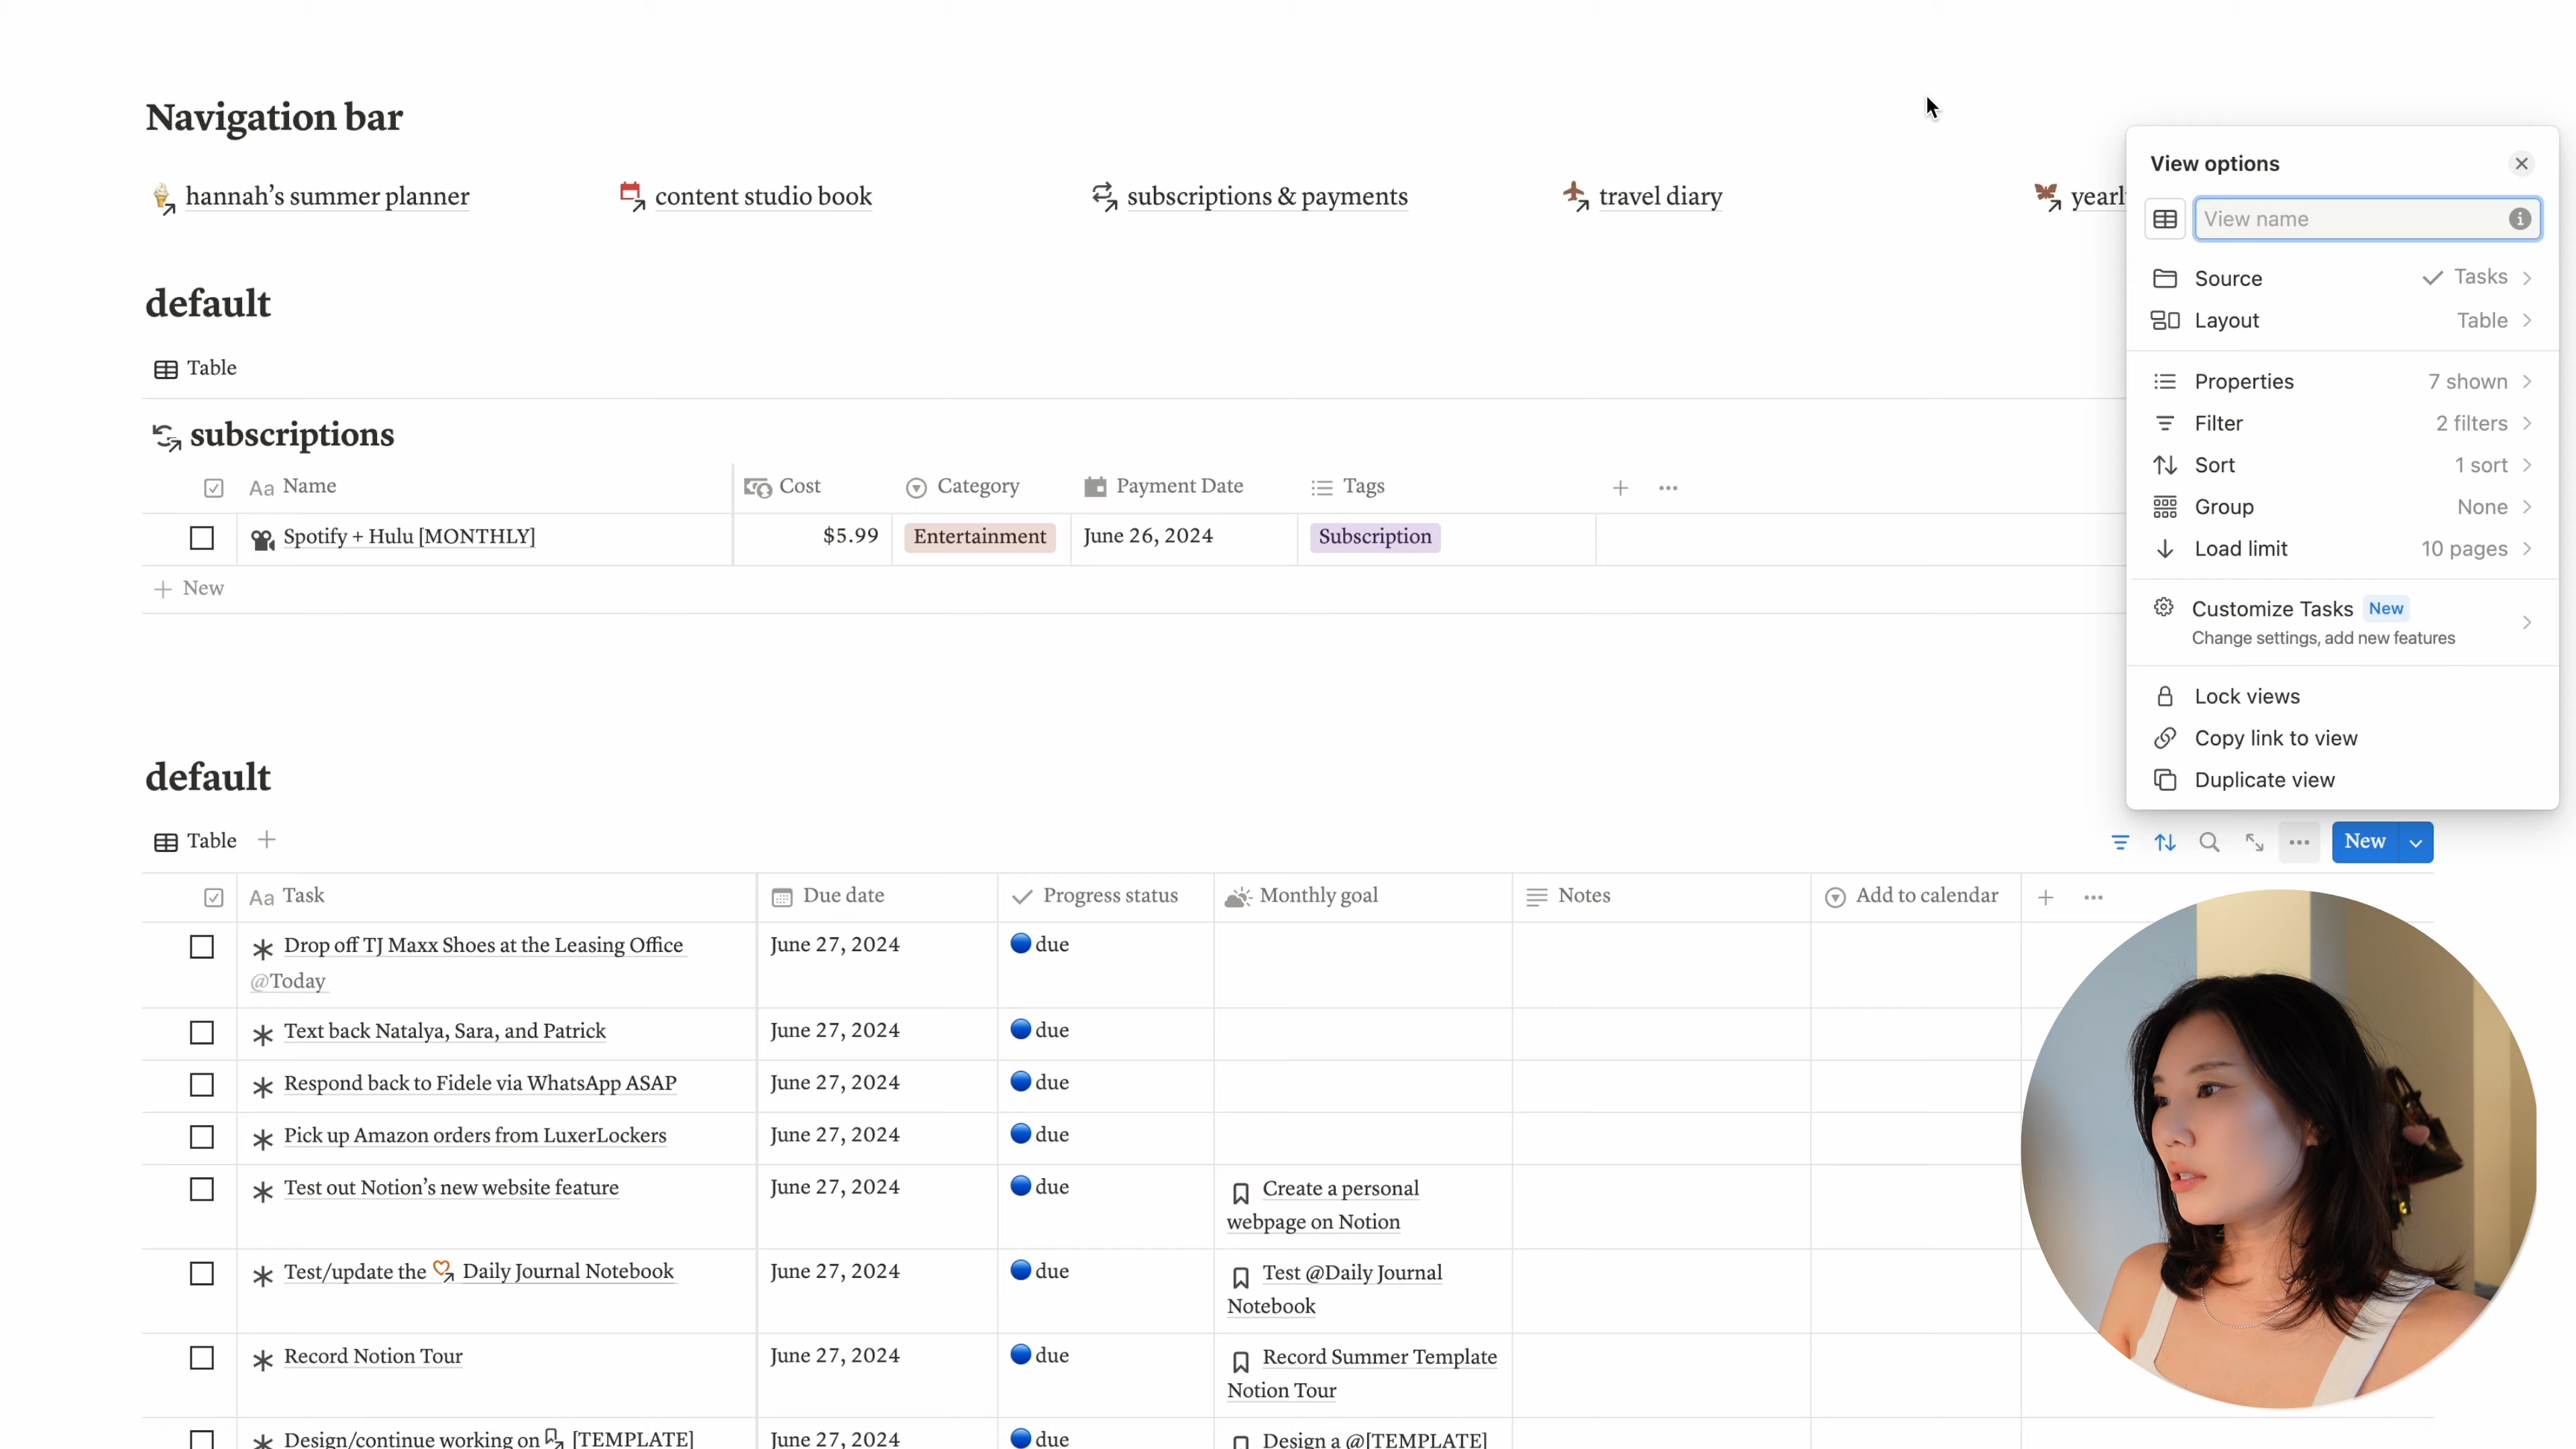 Navigation bar
hannah’s summer planner
content studio book
subscriptions & payments
travel diary
default
Table
subscriptions
Aa Name
Cost
Category
Payment Date
Tags
Spotify + Hulu [MONTHLY]
$5.99
Entertainment
June 26, 2024
Subscription
+ New
View options
View name
Source
Tasks
Layout
Table
Properties
7 shown
Filter
2 filters
Sort
1 sort
Group
None
Load limit
10 pages
Customize Tasks New
Change settings, add new features
Lock views
Copy link to view
Duplicate view
default
Table
New
Aa Task
Due date
Progress status
Monthly goal
Notes
Add to calendar
Drop off TJ Maxx Shoes at the Leasing Office
@Today
June 27, 2024
due
Text back Natalya, Sara, and Patrick
June 27, 2024
due
Respond back to Fidele via WhatsApp ASAP
June 27, 2024
due
Pick up Amazon orders from LuxerLockers
June 27, 2024
due
Test out Notion’s new website feature
June 27, 2024
due
Create a personal
webpage on Notion
Test/update the Daily Journal Notebook
June 27, 2024
due
Test @Daily Journal
Notebook
Record Notion Tour
June 27, 2024
due
Record Summer Template
Notion Tour
Design/continue working on [TEMPLATE]
June 27, 2024
due
Design a @[TEMPLATE]